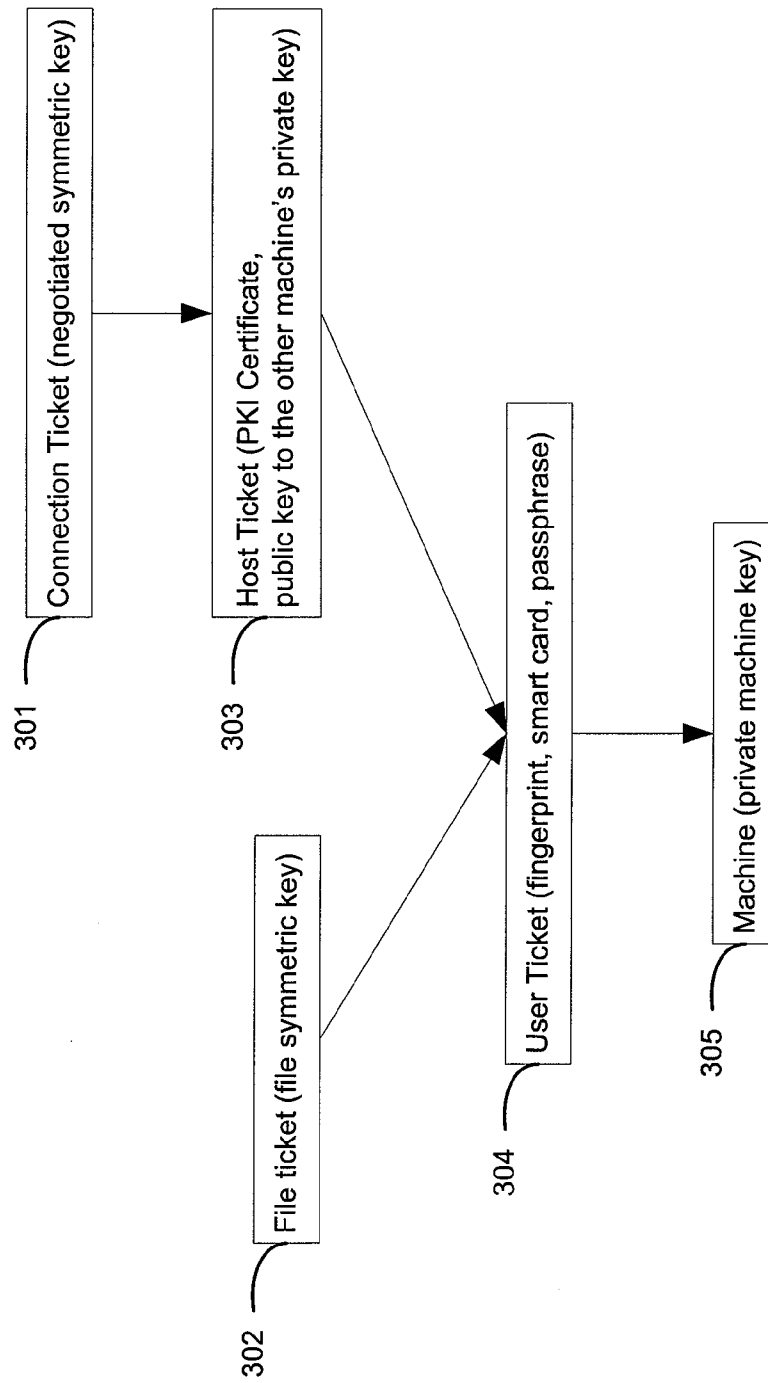 301
Connection Ticket (negotiated symmetric key)
303
Host Ticket (PKI Certificate,
public key to the other machine's private key)
302
File ticket (file symmetric key)
304
User Ticket (fingerprint, smart card, passphrase)
305
Machine (private machine key)